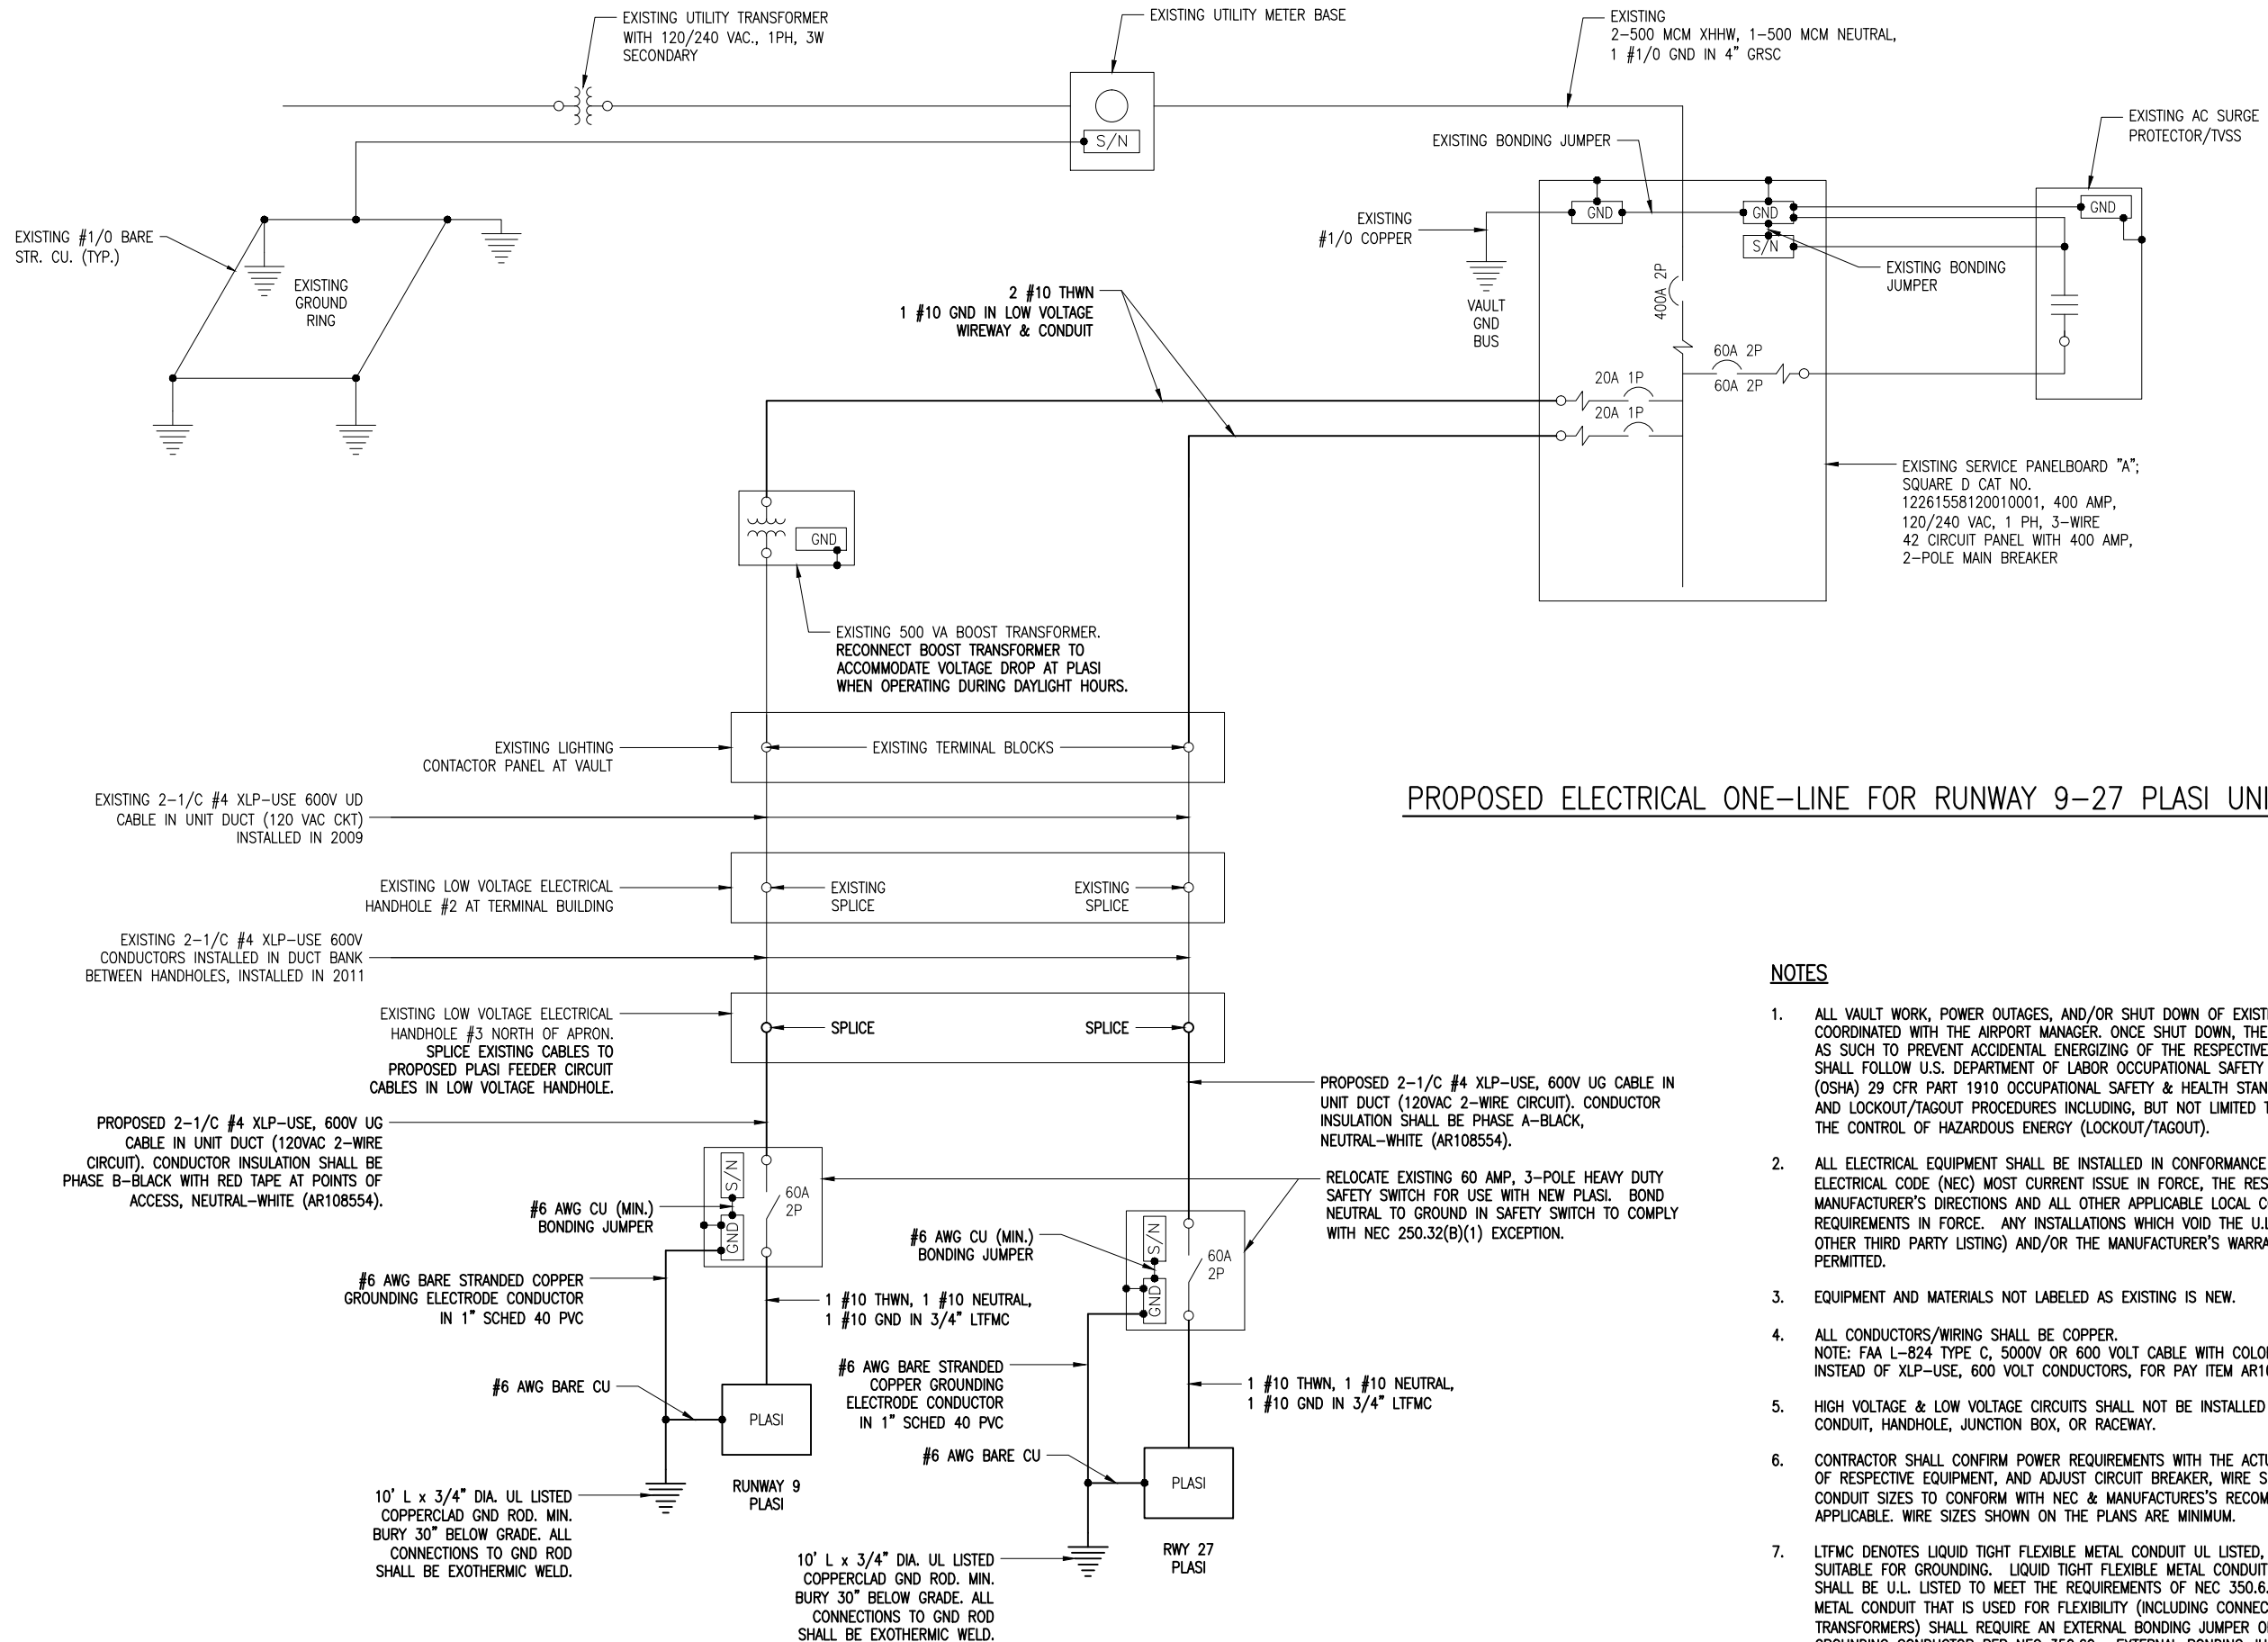 EXISTING UTILITY TRANSFORMER
WITH 120/240 VAC., 1PH, 3W
SECONDARY
EXISTING UTILITY METER BASE
EXISTING
2-500 MCM XHHW, 1-500 MCM NEUTRAL,
1 #1/0 GND IN 4" GRSC
EXISTING AC SURGE
PROTECTOR/TVSS
S/N
EXISTING BONDING JUMPER
GND
GND
GND
S/N
EXISTING
#1/0 COPPER
EXISTING #1/0 BARE
STR. CU. (TYP.)
EXISTING
GROUND
RING
EXISTING BONDING
JUMPER
VAULT
GND
BUS
400A 2P
2 #10 THWN
1 #10 GND IN LOW VOLTAGE
WIREWAY & CONDUIT
60A 2P
60A 2P
20A 1P
20A 1P
EXISTING SERVICE PANELBOARD "A";
SQUARE D CAT NO.
12261558120010001, 400 AMP,
120/240 VAC, 1 PH, 3-WIRE
42 CIRCUIT PANEL WITH 400 AMP,
2-POLE MAIN BREAKER
GND
EXISTING 500 VA BOOST TRANSFORMER.
RECONNECT BOOST TRANSFORMER TO
ACCOMMODATE VOLTAGE DROP AT PLASI
WHEN OPERATING DURING DAYLIGHT HOURS.
EXISTING LIGHTING
CONTACTOR PANEL AT VAULT
EXISTING TERMINAL BLOCKS
EXISTING 2-1/C #4 XLP-USE 600V UD
CABLE IN UNIT DUCT (120 VAC CKT)
INSTALLED IN 2009
PROPOSED ELECTRICAL ONE-LINE FOR RUNWAY 9-27 PLASI UNI
EXISTING LOW VOLTAGE ELECTRICAL
HANDHOLE #2 AT TERMINAL BUILDING
EXISTING
SPLICE
EXISTING
SPLICE
EXISTING 2-1/C #4 XLP-USE 600V
CONDUCTORS INSTALLED IN DUCT BANK
BETWEEN HANDHOLES, INSTALLED IN 2011
EXISTING LOW VOLTAGE ELECTRICAL
HANDHOLE #3 NORTH OF APRON.
SPLICE EXISTING CABLES TO
PROPOSED PLASI FEEDER CIRCUIT
CABLES IN LOW VOLTAGE HANDHOLE.
SPLICE
SPLICE
PROPOSED 2-1/C #4 XLP-USE, 600V UG
CABLE IN UNIT DUCT (120VAC 2-WIRE
CIRCUIT). CONDUCTOR INSULATION SHALL BE
PHASE B-BLACK WITH RED TAPE AT POINTS OF
ACCESS, NEUTRAL-WHITE (AR108554).
PROPOSED 2-1/C #4 XLP-USE, 600V UG CABLE IN
UNIT DUCT (120VAC 2-WIRE CIRCUIT). CONDUCTOR
INSULATION SHALL BE PHASE A-BLACK,
NEUTRAL-WHITE (AR108554).
RELOCATE EXISTING 60 AMP, 3-POLE HEAVY DUTY
SAFETY SWITCH FOR USE WITH NEW PLASI. BOND
NEUTRAL TO GROUND IN SAFETY SWITCH TO COMPLY
WITH NEC 250.32(B)(1) EXCEPTION.
S/N
GND
60A
2P
#6 AWG CU (MIN.)
BONDING JUMPER
S/N
GND
60A
2P
#6 AWG CU (MIN.)
BONDING JUMPER
#6 AWG BARE STRANDED COPPER
GROUNDING ELECTRODE CONDUCTOR
IN 1" SCHED 40 PVC
1 #10 THWN, 1 #10 NEUTRAL,
1 #10 GND IN 3/4" LTFMC
#6 AWG BARE CU
PLASI
RUNWAY 9
PLASI
#6 AWG BARE STRANDED
COPPER GROUNDING
ELECTRODE CONDUCTOR
IN 1" SCHED 40 PVC
1 #10 THWN, 1 #10 NEUTRAL,
1 #10 GND IN 3/4" LTFMC
#6 AWG BARE CU
PLASI
RWY 27
PLASI
10' L x 3/4" DIA. UL LISTED
COPPERCLAD GND ROD. MIN.
BURY 30" BELOW GRADE. ALL
CONNECTIONS TO GND ROD
SHALL BE EXOTHERMIC WELD.
10' L x 3/4" DIA. UL LISTED
COPPERCLAD GND ROD. MIN.
BURY 30" BELOW GRADE. ALL
CONNECTIONS TO GND ROD
SHALL BE EXOTHERMIC WELD.
NOTES
1. ALL VAULT WORK, POWER OUTAGES, AND/OR SHUT DOWN OF EXISTI
COORDINATED WITH THE AIRPORT MANAGER. ONCE SHUT DOWN, THE
AS SUCH TO PREVENT ACCIDENTAL ENERGIZING OF THE RESPECTIVE
SHALL FOLLOW U.S. DEPARTMENT OF LABOR OCCUPATIONAL SAFETY
(OSHA) 29 CFR PART 1910 OCCUPATIONAL SAFETY & HEALTH STAN
AND LOCKOUT/TAGOUT PROCEDURES INCLUDING, BUT NOT LIMITED T
THE CONTROL OF HAZARDOUS ENERGY (LOCKOUT/TAGOUT).
2. ALL ELECTRICAL EQUIPMENT SHALL BE INSTALLED IN CONFORMANCE
ELECTRICAL CODE (NEC) MOST CURRENT ISSUE IN FORCE, THE RES
MANUFACTURER'S DIRECTIONS AND ALL OTHER APPLICABLE LOCAL C
REQUIREMENTS IN FORCE. ANY INSTALLATIONS WHICH VOID THE U.L
OTHER THIRD PARTY LISTING) AND/OR THE MANUFACTURER'S WARRA
PERMITTED.
3. EQUIPMENT AND MATERIALS NOT LABELED AS EXISTING IS NEW.
4. ALL CONDUCTORS/WIRING SHALL BE COPPER.
NOTE: FAA L-824 TYPE C, 5000V OR 600 VOLT CABLE WITH COLO
INSTEAD OF XLP-USE, 600 VOLT CONDUCTORS, FOR PAY ITEM AR1
5. HIGH VOLTAGE & LOW VOLTAGE CIRCUITS SHALL NOT BE INSTALLED
CONDUIT, HANDHOLE, JUNCTION BOX, OR RACEWAY.
6. CONTRACTOR SHALL CONFIRM POWER REQUIREMENTS WITH THE ACTU
OF RESPECTIVE EQUIPMENT, AND ADJUST CIRCUIT BREAKER, WIRE S
CONDUIT SIZES TO CONFORM WITH NEC & MANUFACTURES'S RECOM
APPLICABLE. WIRE SIZES SHOWN ON THE PLANS ARE MINIMUM.
7. LTFMC DENOTES LIQUID TIGHT FLEXIBLE METAL CONDUIT UL LISTED,
SUITABLE FOR GROUNDING. LIQUID TIGHT FLEXIBLE METAL CONDUIT
SHALL BE U.L. LISTED TO MEET THE REQUIREMENTS OF NEC 350.6.
METAL CONDUIT THAT IS USED FOR FLEXIBILITY (INCLUDING CONNEC
TRANSFORMERS) SHALL REQUIRE AN EXTERNAL BONDING JUMPER O